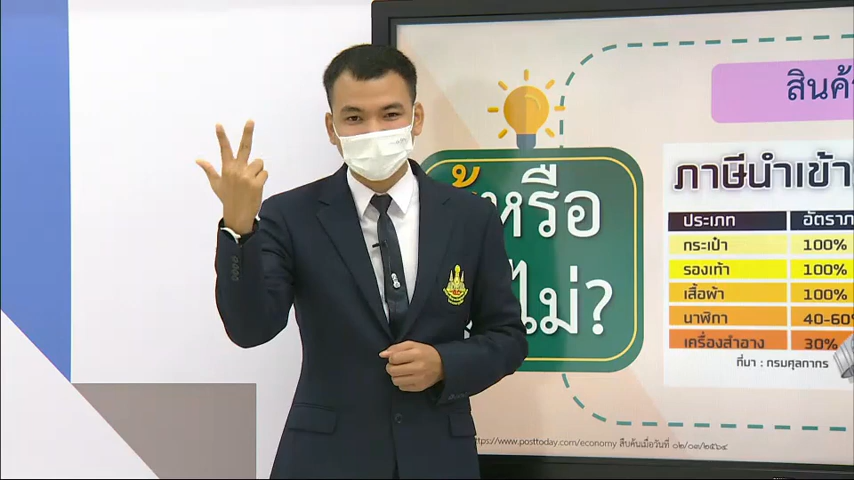 สินค้
รู้หรือ
ไม่?
ภาษีนำเข้า
ประเภท อัตราภ
กระเป๋า 100%
รองเท้า 100%
เสื้อผ้า 100%
นาฬิกา 40-60%
เครื่องสำอาง 30%
ที่มา : กรมศุลกากร
https://www.posttoday.com/economy สืบค้นเมื่อวันที่ ๐๒/๐๓/๒๕๖๔